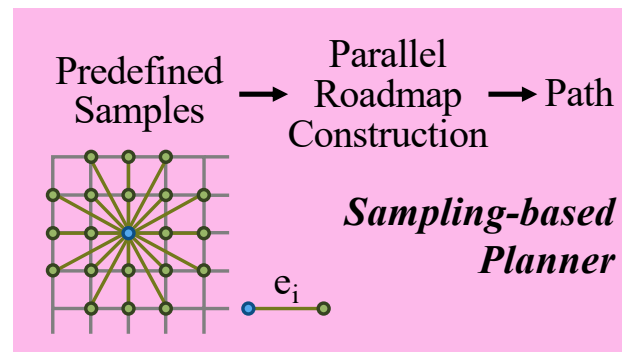 Predefined
Samples
Parallel
Roadmap
Construction
Path
Sampling-based
Planner
e_i